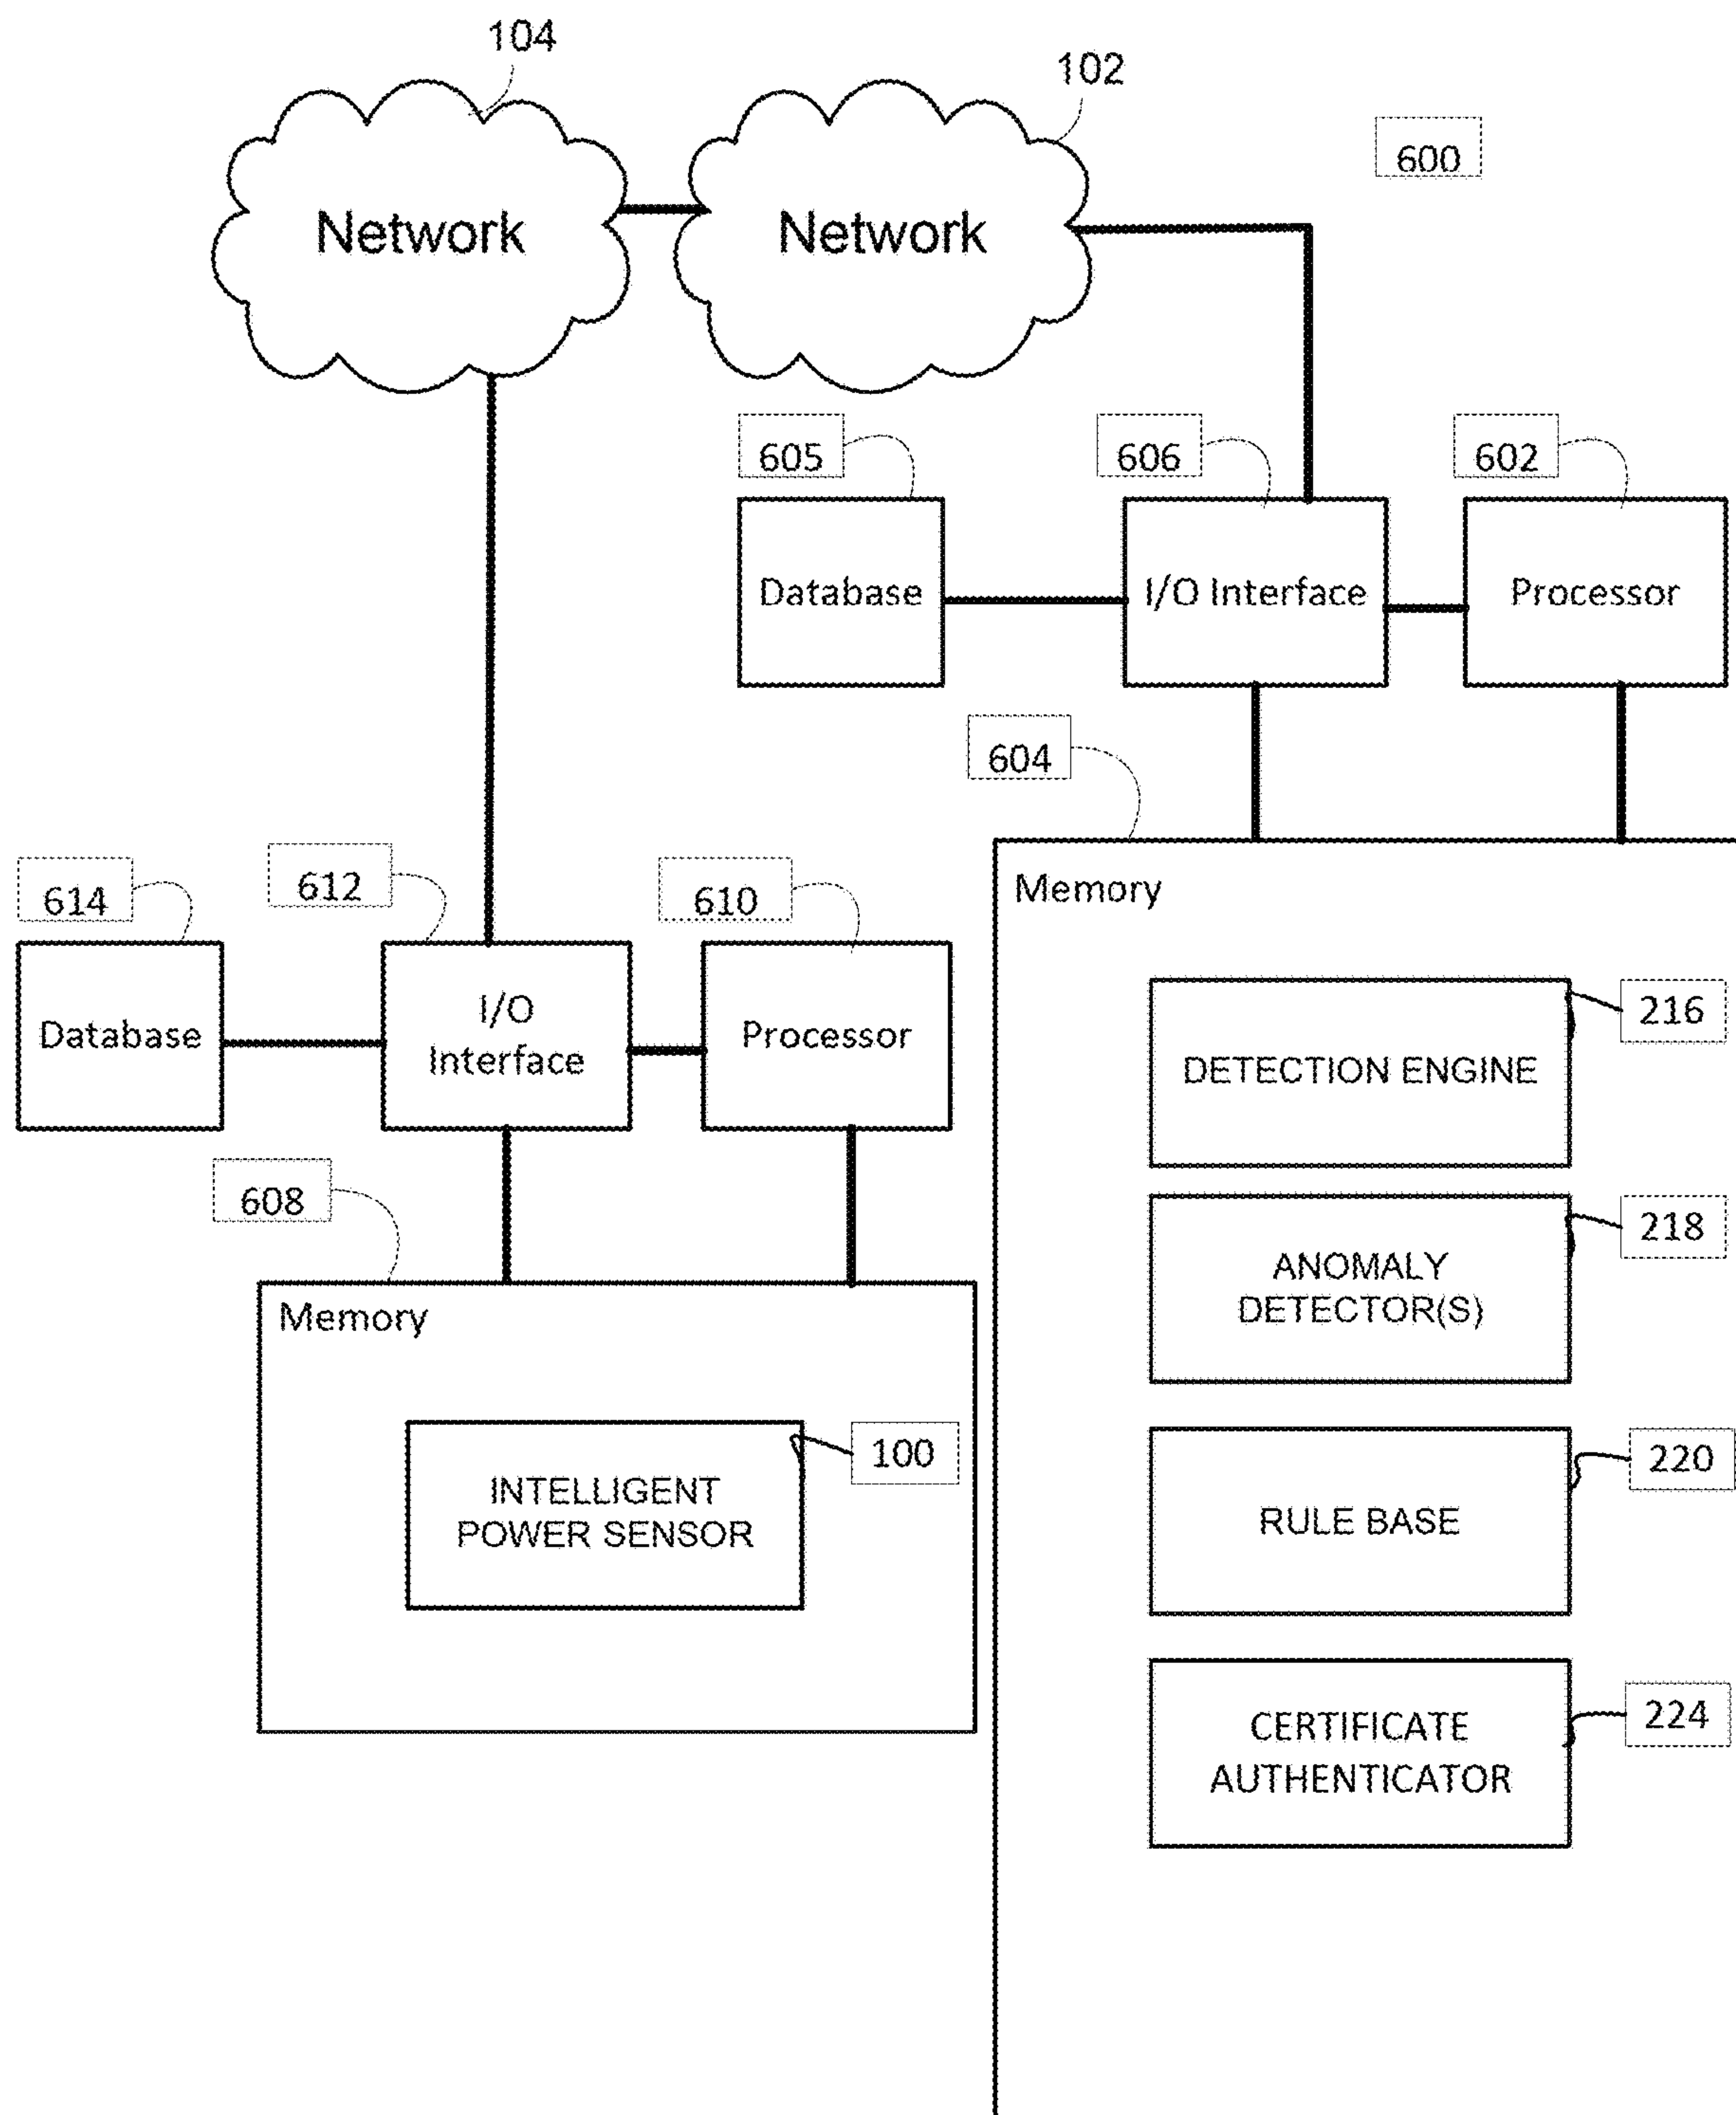 104
102
600
Network
Network
605
606
602
Database
I/O Interface
Processor
604
614
612
610
Memory
Database
I/O
Interface
Processor
216
DETECTION ENGINE
608
218
ANOMALY
DETECTOR(S)
Memory
100
INTELLIGENT
POWER SENSOR
220
RULE BASE
224
CERTIFICATE
AUTHENTICATOR